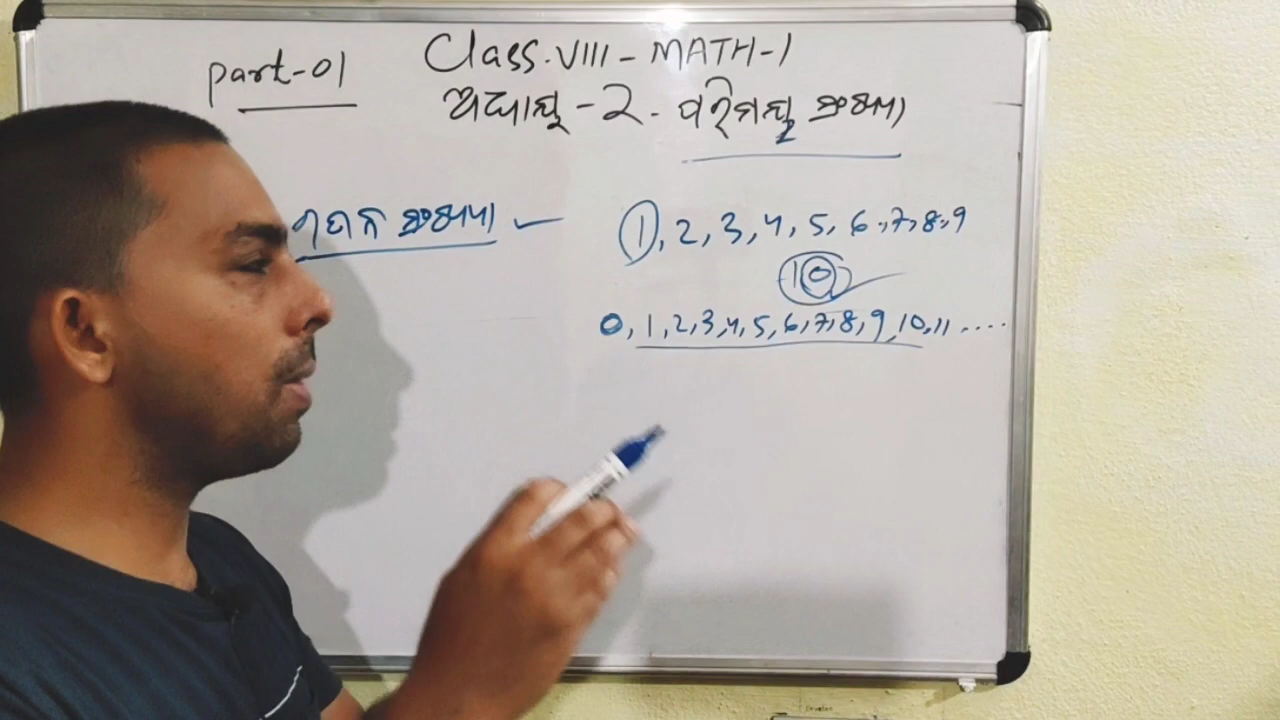 part-01 Class-VIII-MATH-1
ଅଧ୍ୟାୟ-2. ପରିମେୟ ସଂଖ୍ୟା
ଗଣନ ସଂଖ୍ୟା 1, 2, 3, 4, 5, 6, 7, 8, 9
10
0, 1, 2, 3, 4, 5, 6, 7, 8, 9, 10, 11 ....